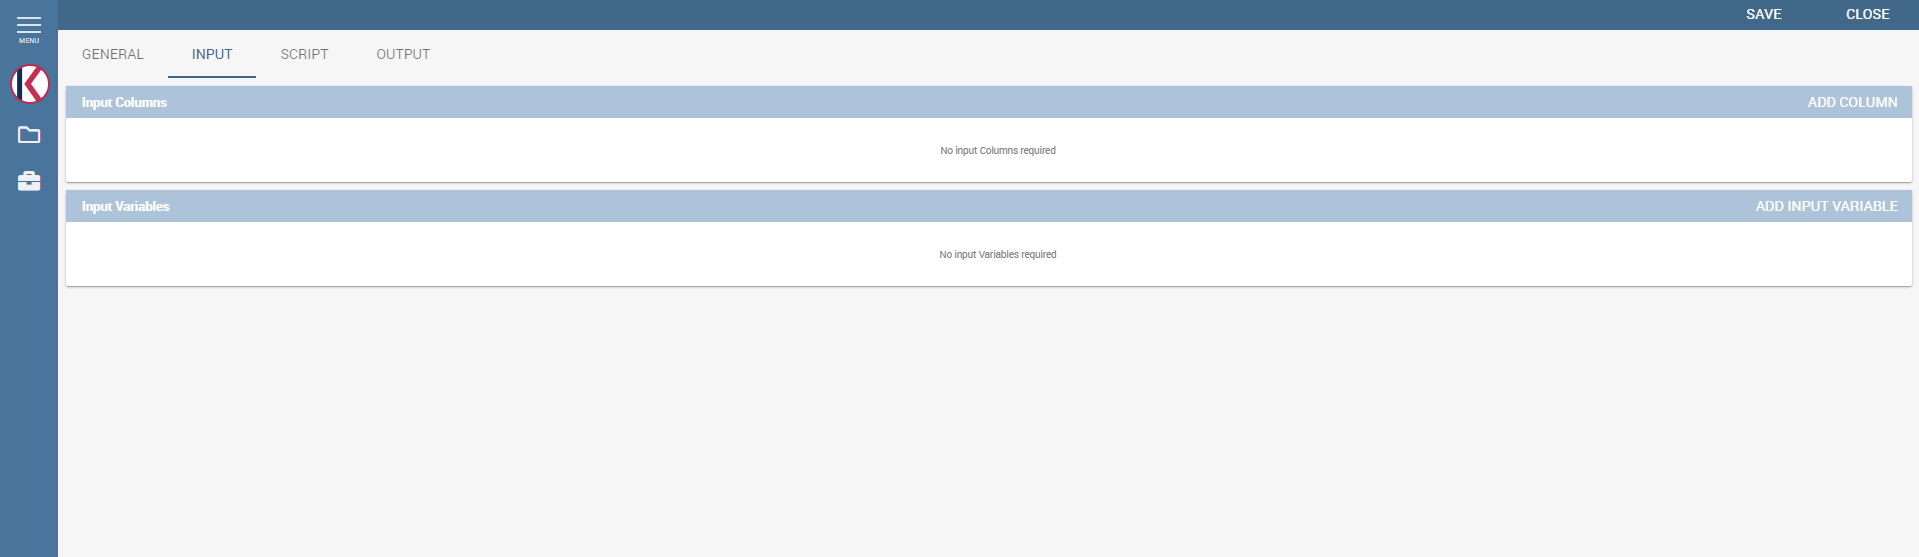 SAVE CLOSE
MENU
GENERAL INPUT SCRIPT OUTPUT
Input Columns ADD COLUMN
No input Columns required
Input Variables ADD INPUT VARIABLE
No input Variables required